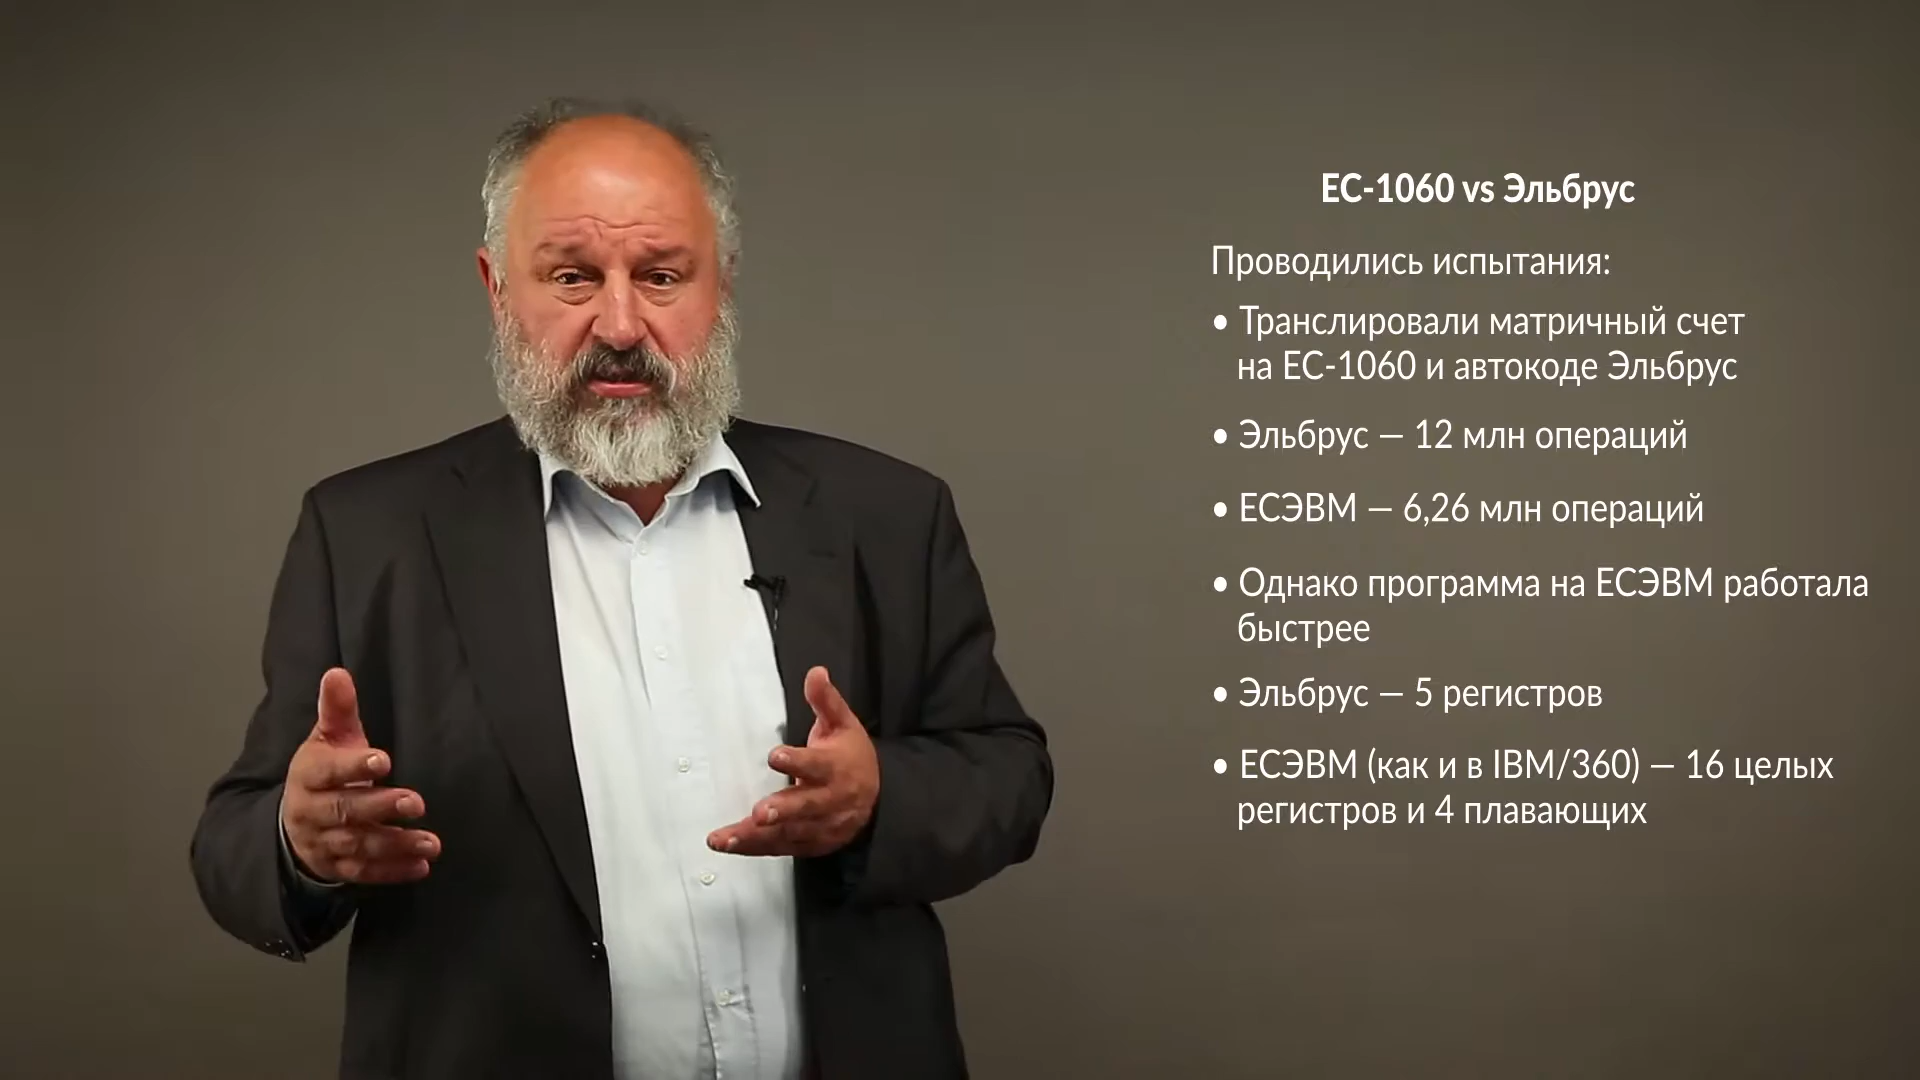 ЕС-1060 vs Эльбрус
Проводились испытания:
• Транслировали матричный счет
на ЕС-1060 и автокоде Эльбрус
• Эльбрус — 12 млн операций
• ЕСЭВМ — 6,26 млн операций
• Однако программа на ЕСЭВМ работала
быстрее
• Эльбрус — 5 регистров
• ЕСЭВМ (как и в IBM/360) — 16 целых
регистров и 4 плавающих